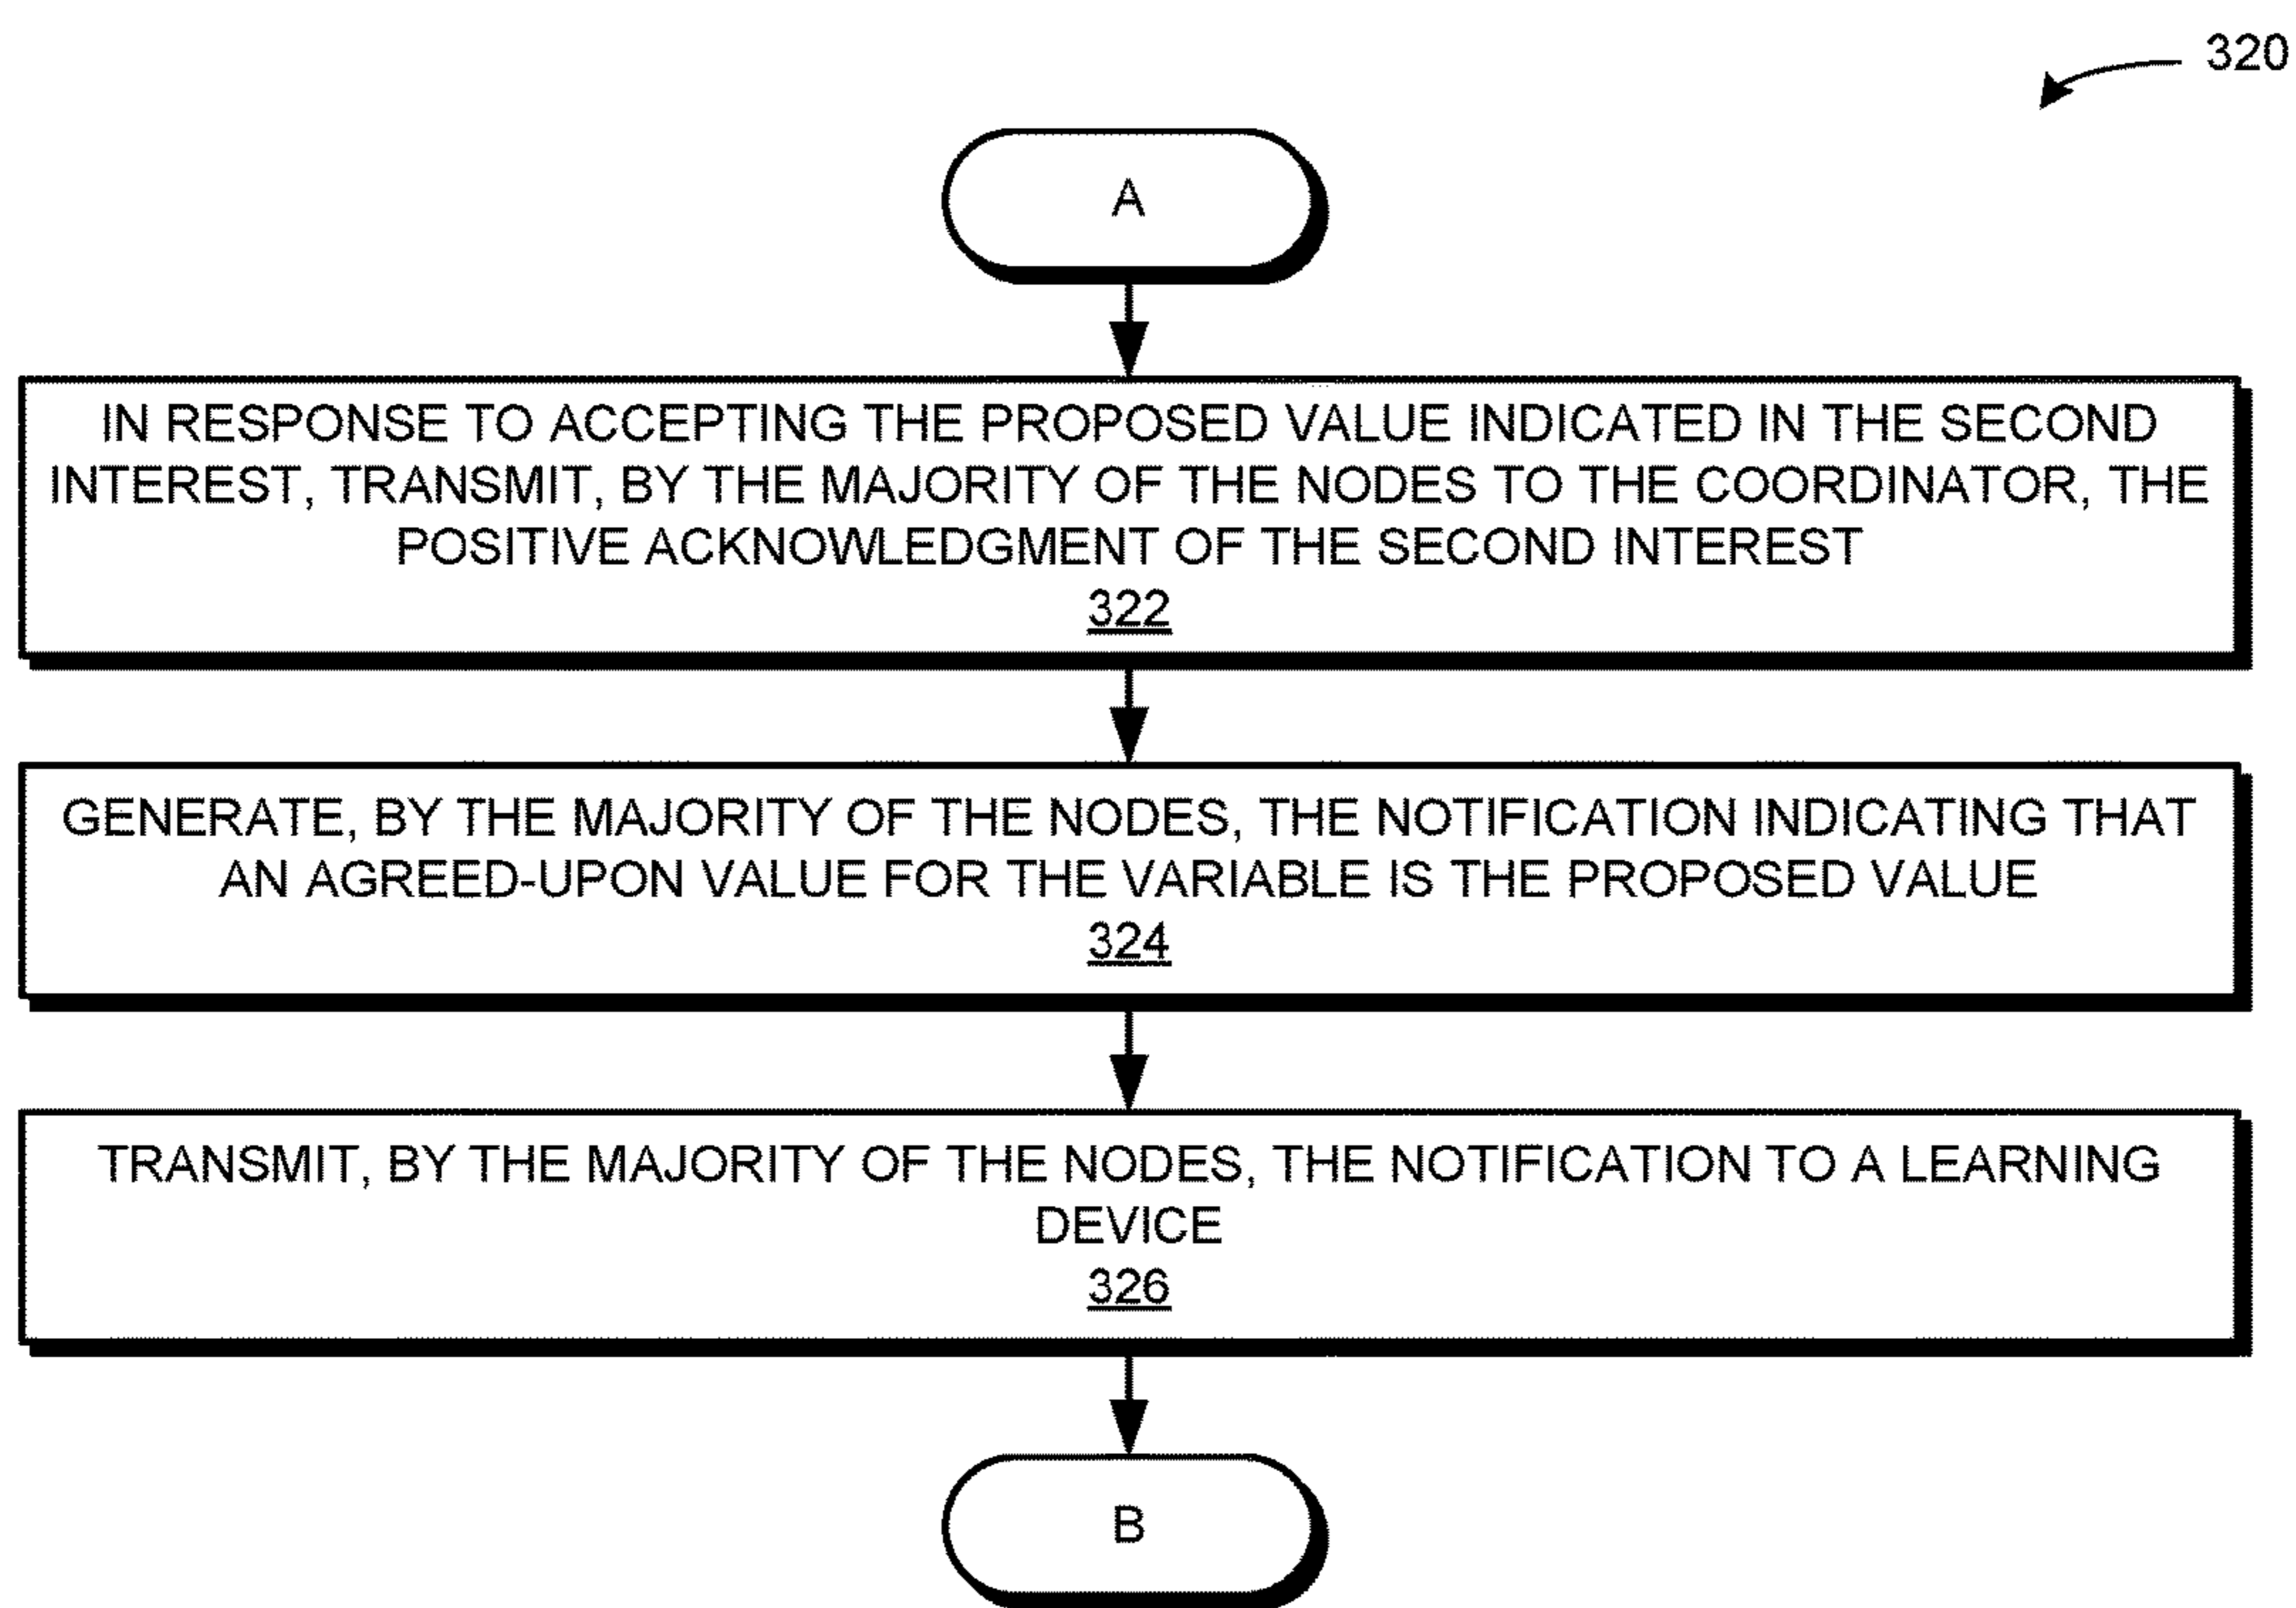 320
A
IN RESPONSE TO ACCEPTING THE PROPOSED VALUE INDICATED IN THE SECOND
INTEREST, TRANSMIT, BY THE MAJORITY OF THE NODES TO THE COORDINATOR, THE
POSITIVE ACKNOWLEDGMENT OF THE SECOND INTEREST
322
GENERATE, BY THE MAJORITY OF THE NODES, THE NOTIFICATION INDICATING THAT
AN AGREED-UPON VALUE FOR THE VARIABLE IS THE PROPOSED VALUE
324
TRANSMIT, BY THE MAJORITY OF THE NODES, THE NOTIFICATION TO A LEARNING
DEVICE
326
B